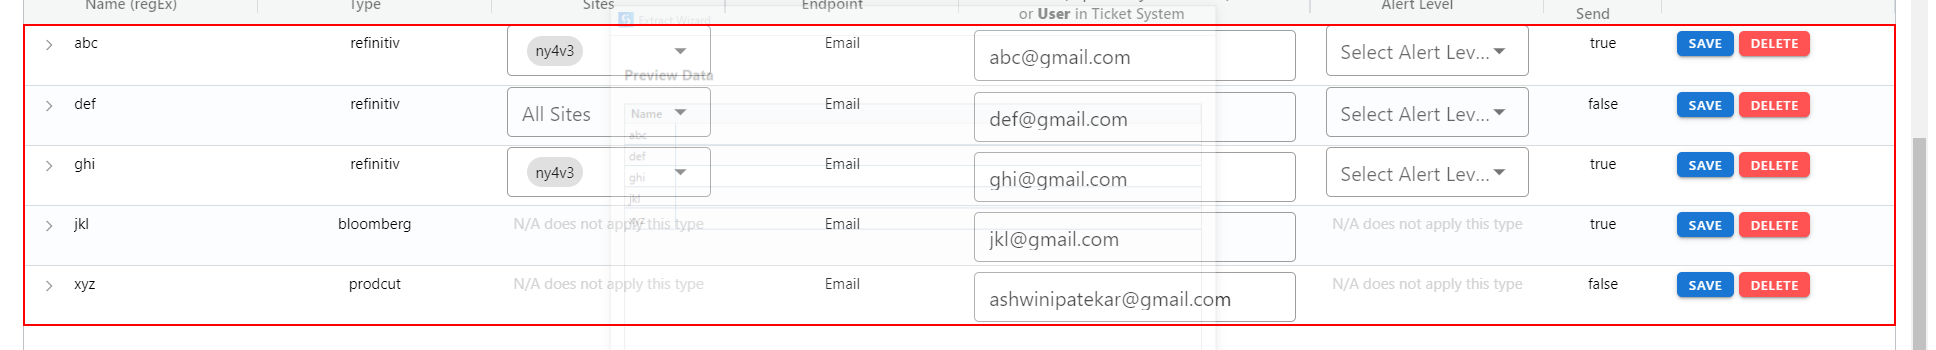 Name (regEx) Type Sites Endpoint Alert Level
or User in Ticket System Send
Extract Wizard
abc refinitiv ny4v3 Email abc@gmail.com Select Alert Lev... true SAVE DELETE
Preview Data
def refinitiv All Sites Email def@gmail.com Select Alert Lev... false SAVE DELETE
Name
abc
def
ghi refinitiv ny4v3 Email ghi@gmail.com Select Alert Lev... true SAVE DELETE
ghi
jkl
jkl bloomberg N/A does not apply this type Email jkl@gmail.com N/A does not apply this type true SAVE DELETE
xyz
xyz prodcut N/A does not apply this type Email ashwinipatekar@gmail.com N/A does not apply this type false SAVE DELETE